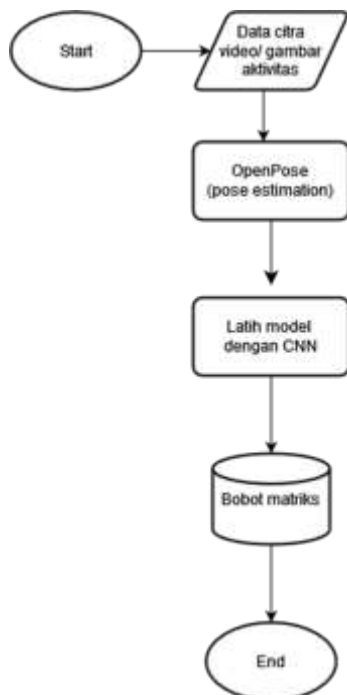 Start
Data citra
video/ gambar
aktivitas
OpenPose
(pose estimation)
Latih model
dengan CNN
Bobot matriks
End